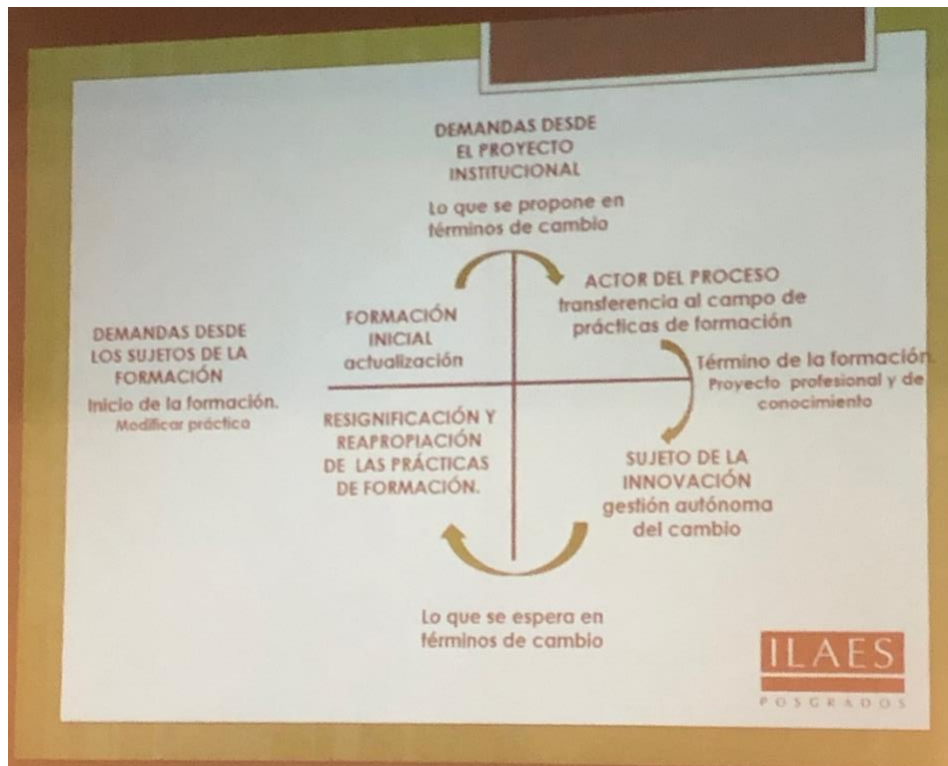 DEMANDAS DESDE
EL PROYECTO
INSTITUCIONAL
Lo que se propone en
términos de cambio
FORMACIÓN
INICIAL
actualización
ACTOR DEL PROCESO
transferencia al campo de
prácticas de formación
DEMANDAS DESDE
LOS SUJETOS DE LA
FORMACIÓN
Inicio de la formación.
Modificar práctica
Término de la formación.
Proyecto profesional y de
conocimiento
RESIGNIFICACIÓN Y
REAPROPIACIÓN
DE LAS PRÁCTICAS
DE FORMACIÓN.
SUJETO DE LA
INNOVACIÓN
gestión autónoma
del cambio
Lo que se espera en
términos de cambio
ILAES
POSGRADOS